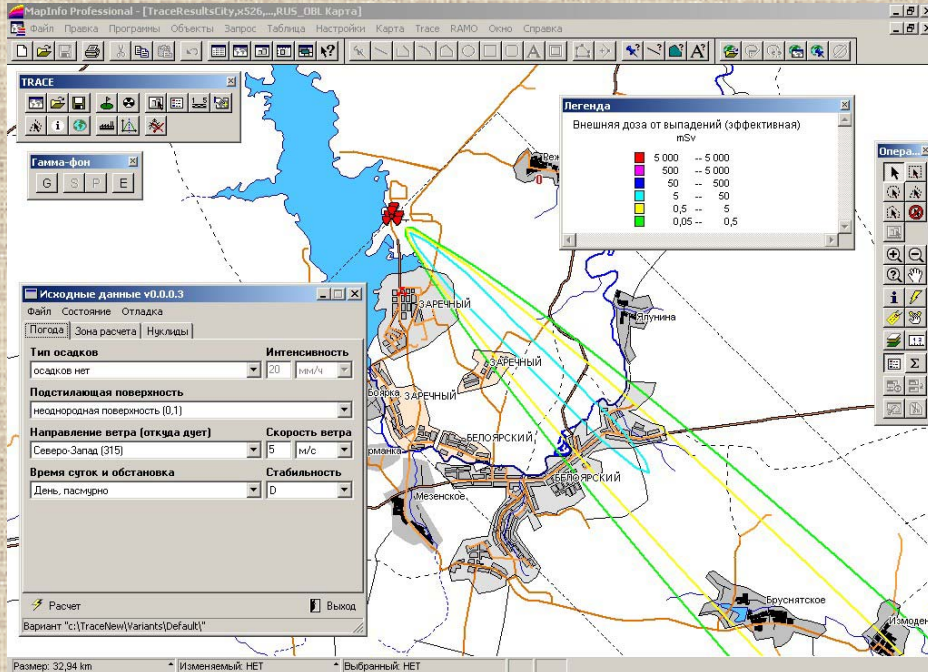 MapInfo Professional - [TraceResultsCity,x526,...,RUS_OBL Карта]
Файл Правка Программы Объекты Запрос Таблица Настройки Карта Trace RAMO Окно Справка
TRACE
Гамма-фон
G S P E
Легенда
Внешняя доза от выпадений (эффективная)
mSv
5 000 -- 5 000
500 -- 5 000
50 -- 500
5 -- 50
0,5 -- 5
0,05 -- 0,5
Опера...
0
ЗАРЕЧНЫЙ
Ялунина
ЗАРЕЧНЫЙ
Боярка
ЗАРЕЧНЫЙ
БЕЛОЯРСКИЙ
БЕЛОЯРСКИЙ
Мезенское
Бруснятское
Измоден
Исходные данные v0.0.0.3
Файл Состояние Отладка
Погода Зона расчета Нуклиды
Тип осадков Интенсивность
осадков нет 20 мм/ч
Подстилающая поверхность
неоднородная поверхность (0,1)
Направление ветра (откуда дует) Скорость ветра
Северо-Запад (315) 5 м/с
Время суток и обстановка Стабильность
День, пасмурно D
Расчет Выход
Вариант "c:\TraceNew\Variants\Default\"
Размер: 32,94 km Изменяемый: НЕТ Выбранный: НЕТ